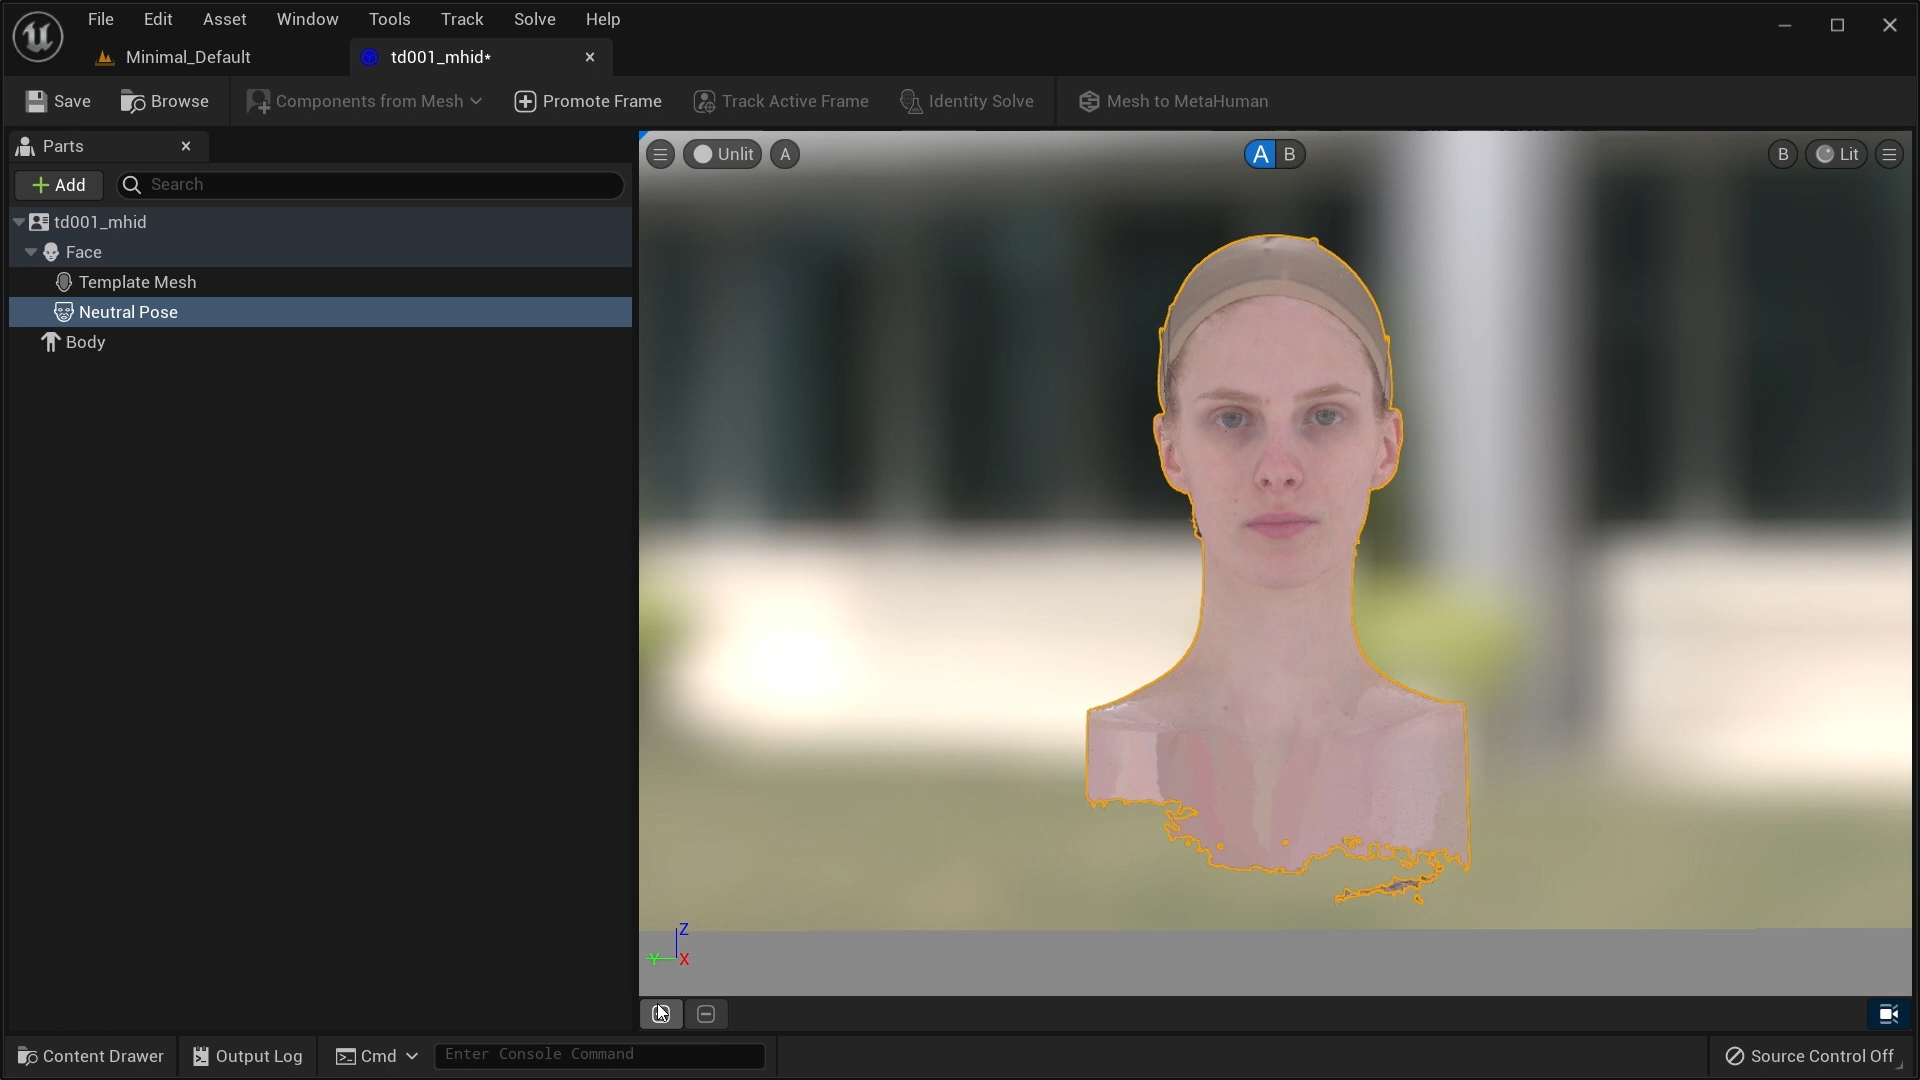 File Edit Asset Window Tools Track Solve Help
Minimal_Default td001_mhid*
Save Browse Components from Mesh Promote Frame Track Active Frame Identity Solve Mesh to MetaHuman
Parts
Add Search
td001_mhid
Face
Template Mesh
Neutral Pose
Body
Unlit A A B B Lit
Z
Y X
Content Drawer Output Log Cmd Enter Console Command Source Control Off